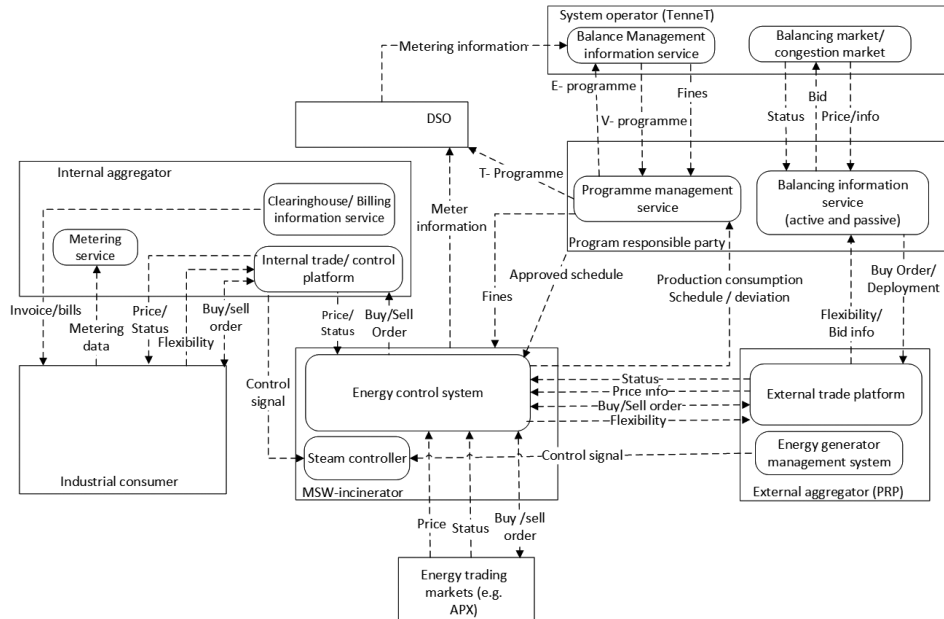 System operator (TenneT)
Balance Management
information service
Balancing market/
congestion market
Metering information
E- programme
Fines
V- programme
Bid
Status
Price/info
DSO
T- Programme
Internal aggregator
Clearinghouse/ Billing
information service
Metering
service
Internal trade/ control
platform
Meter
information
Programme management
service
Program responsible party
Balancing information
service
(active and passive)
Approved schedule
Production consumption
Schedule / deviation
Buy Order/
Deployment
Flexibility/
Bid info
Fines
Invoice/bills
Metering
data
Price/
Status
Flexibility
Buy/sell
order
Price/
Status
Buy/Sell
Order
Control
signal
Energy control system
Status
Price info
Buy/Sell order
Flexibility
External trade platform
Steam controller
Control signal
Energy generator
management system
Industrial consumer
MSW-incinerator
External aggregator (PRP)
Price
Status
Buy /sell
order
Energy trading
markets (e.g.
APX)